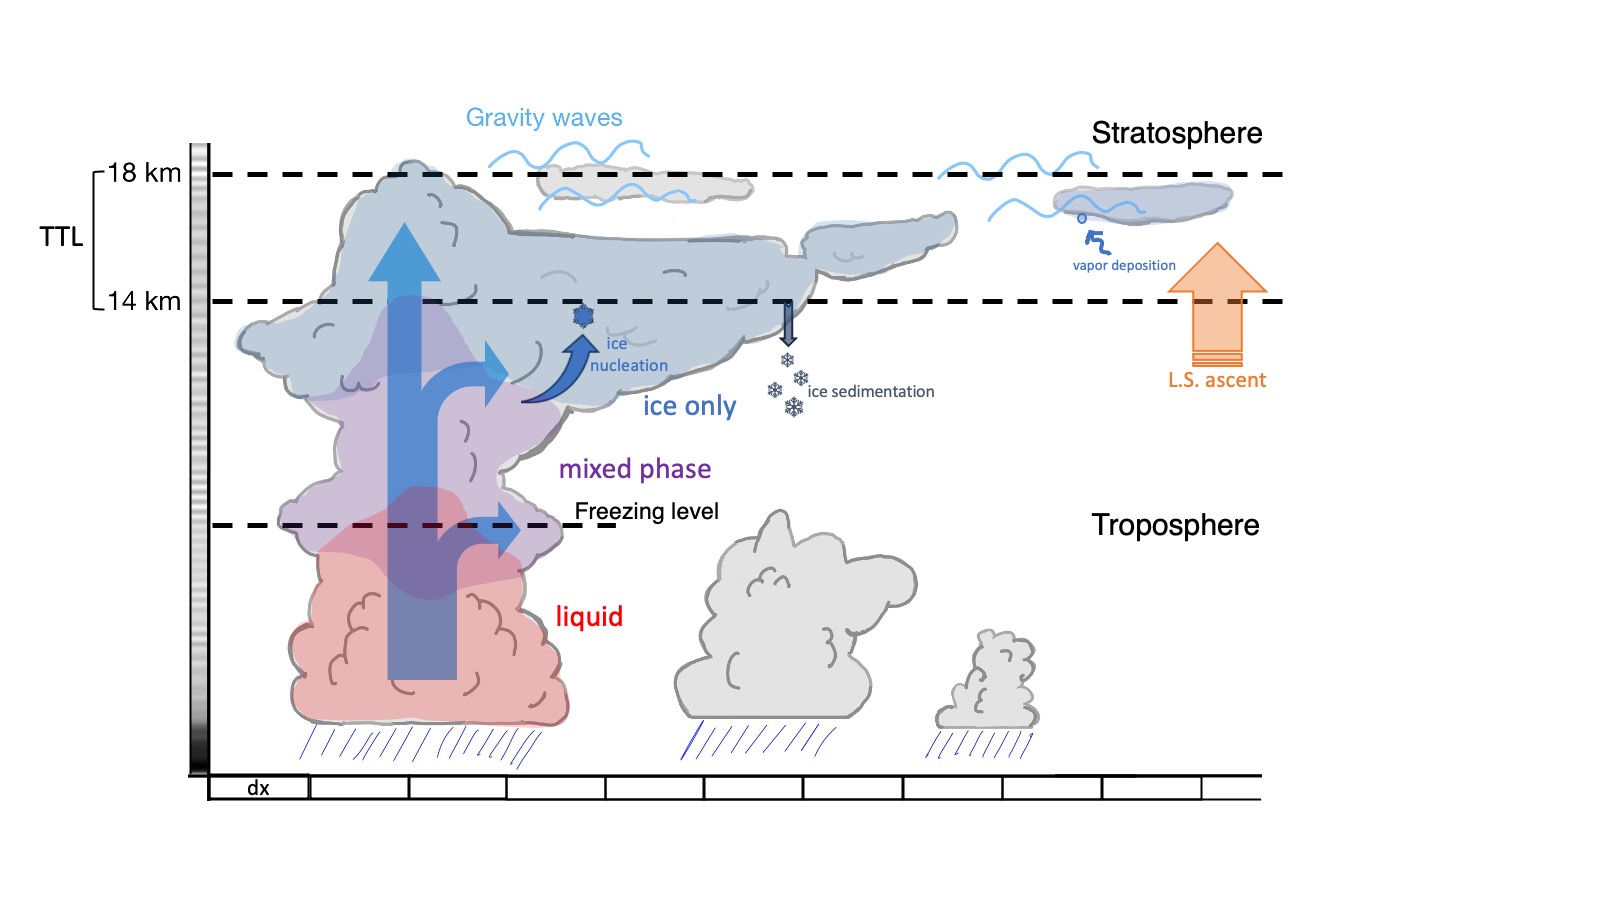 Gravity waves
Stratosphere
18 km
TTL
vapor deposition
14 km
ice
nucleation
L.S. ascent
ice sedimentation
ice only
mixed phase
Freezing level
Troposphere
liquid
dx